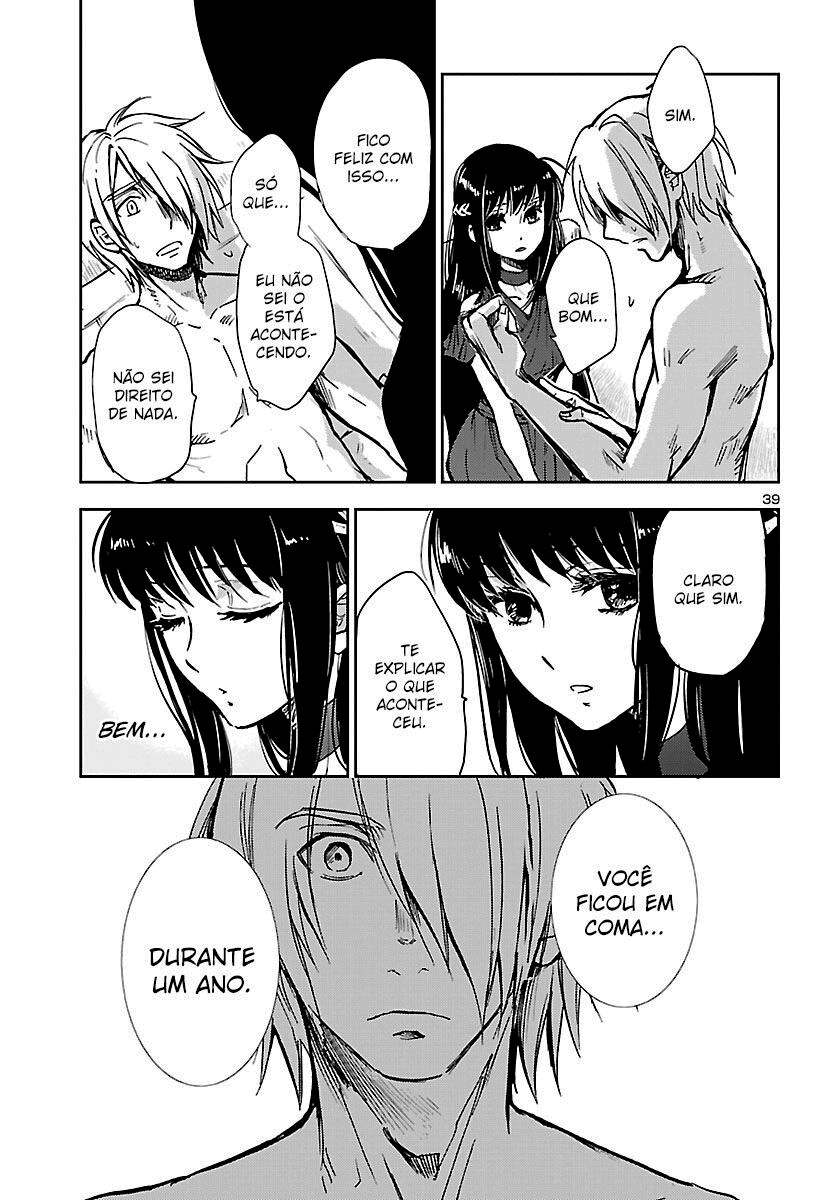 SIM.
QUE
BOM...
FICO
FELIZ COM
ISSO...
SÓ
QUE...
EU NÃO
SEI O
ESTÁ
ACONTE-
CENDO.
NÃO SEI
DIREITO
DE NADA.
39
CLARO
QUE SIM.
TE
EXPLICAR
O QUE
ACONTE-
CEU.
BEM...
VOCÊ
FICOU EM
COMA...
DURANTE
UM ANO.